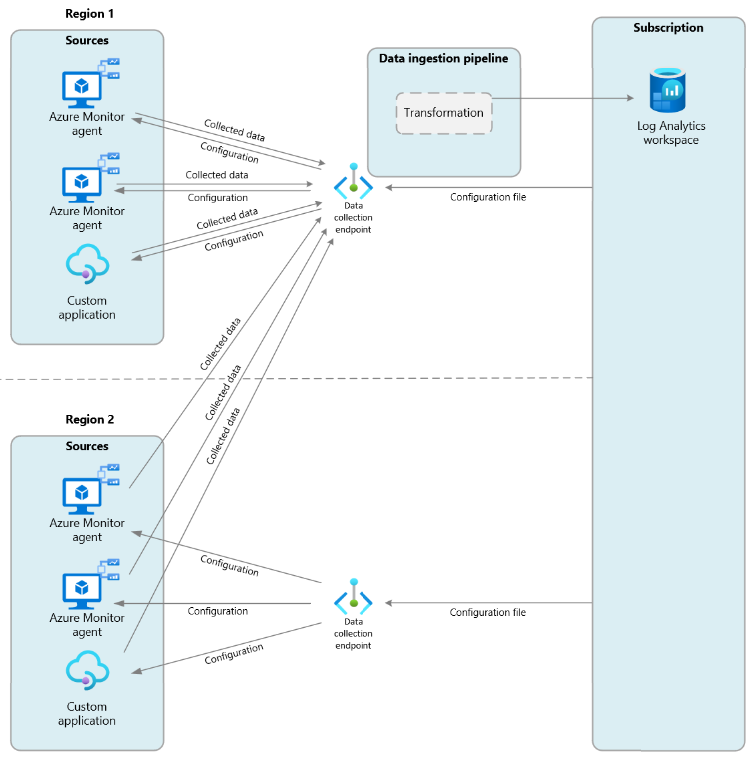 Region 1
Sources
Azure Monitor
agent
Azure Monitor
agent
Custom
application
Collected data
Configuration
Collected data
Configuration
Collected data
Configuration
Data
collection
endpoint
Data ingestion pipeline
Transformation
Subscription
Log Analytics
workspace
Configuration file
Collected data
Collected data
Collected data
Region 2
Sources
Azure Monitor
agent
Azure Monitor
agent
Custom
application
Configuration
Configuration
Configuration
Data
collection
endpoint
Configuration file